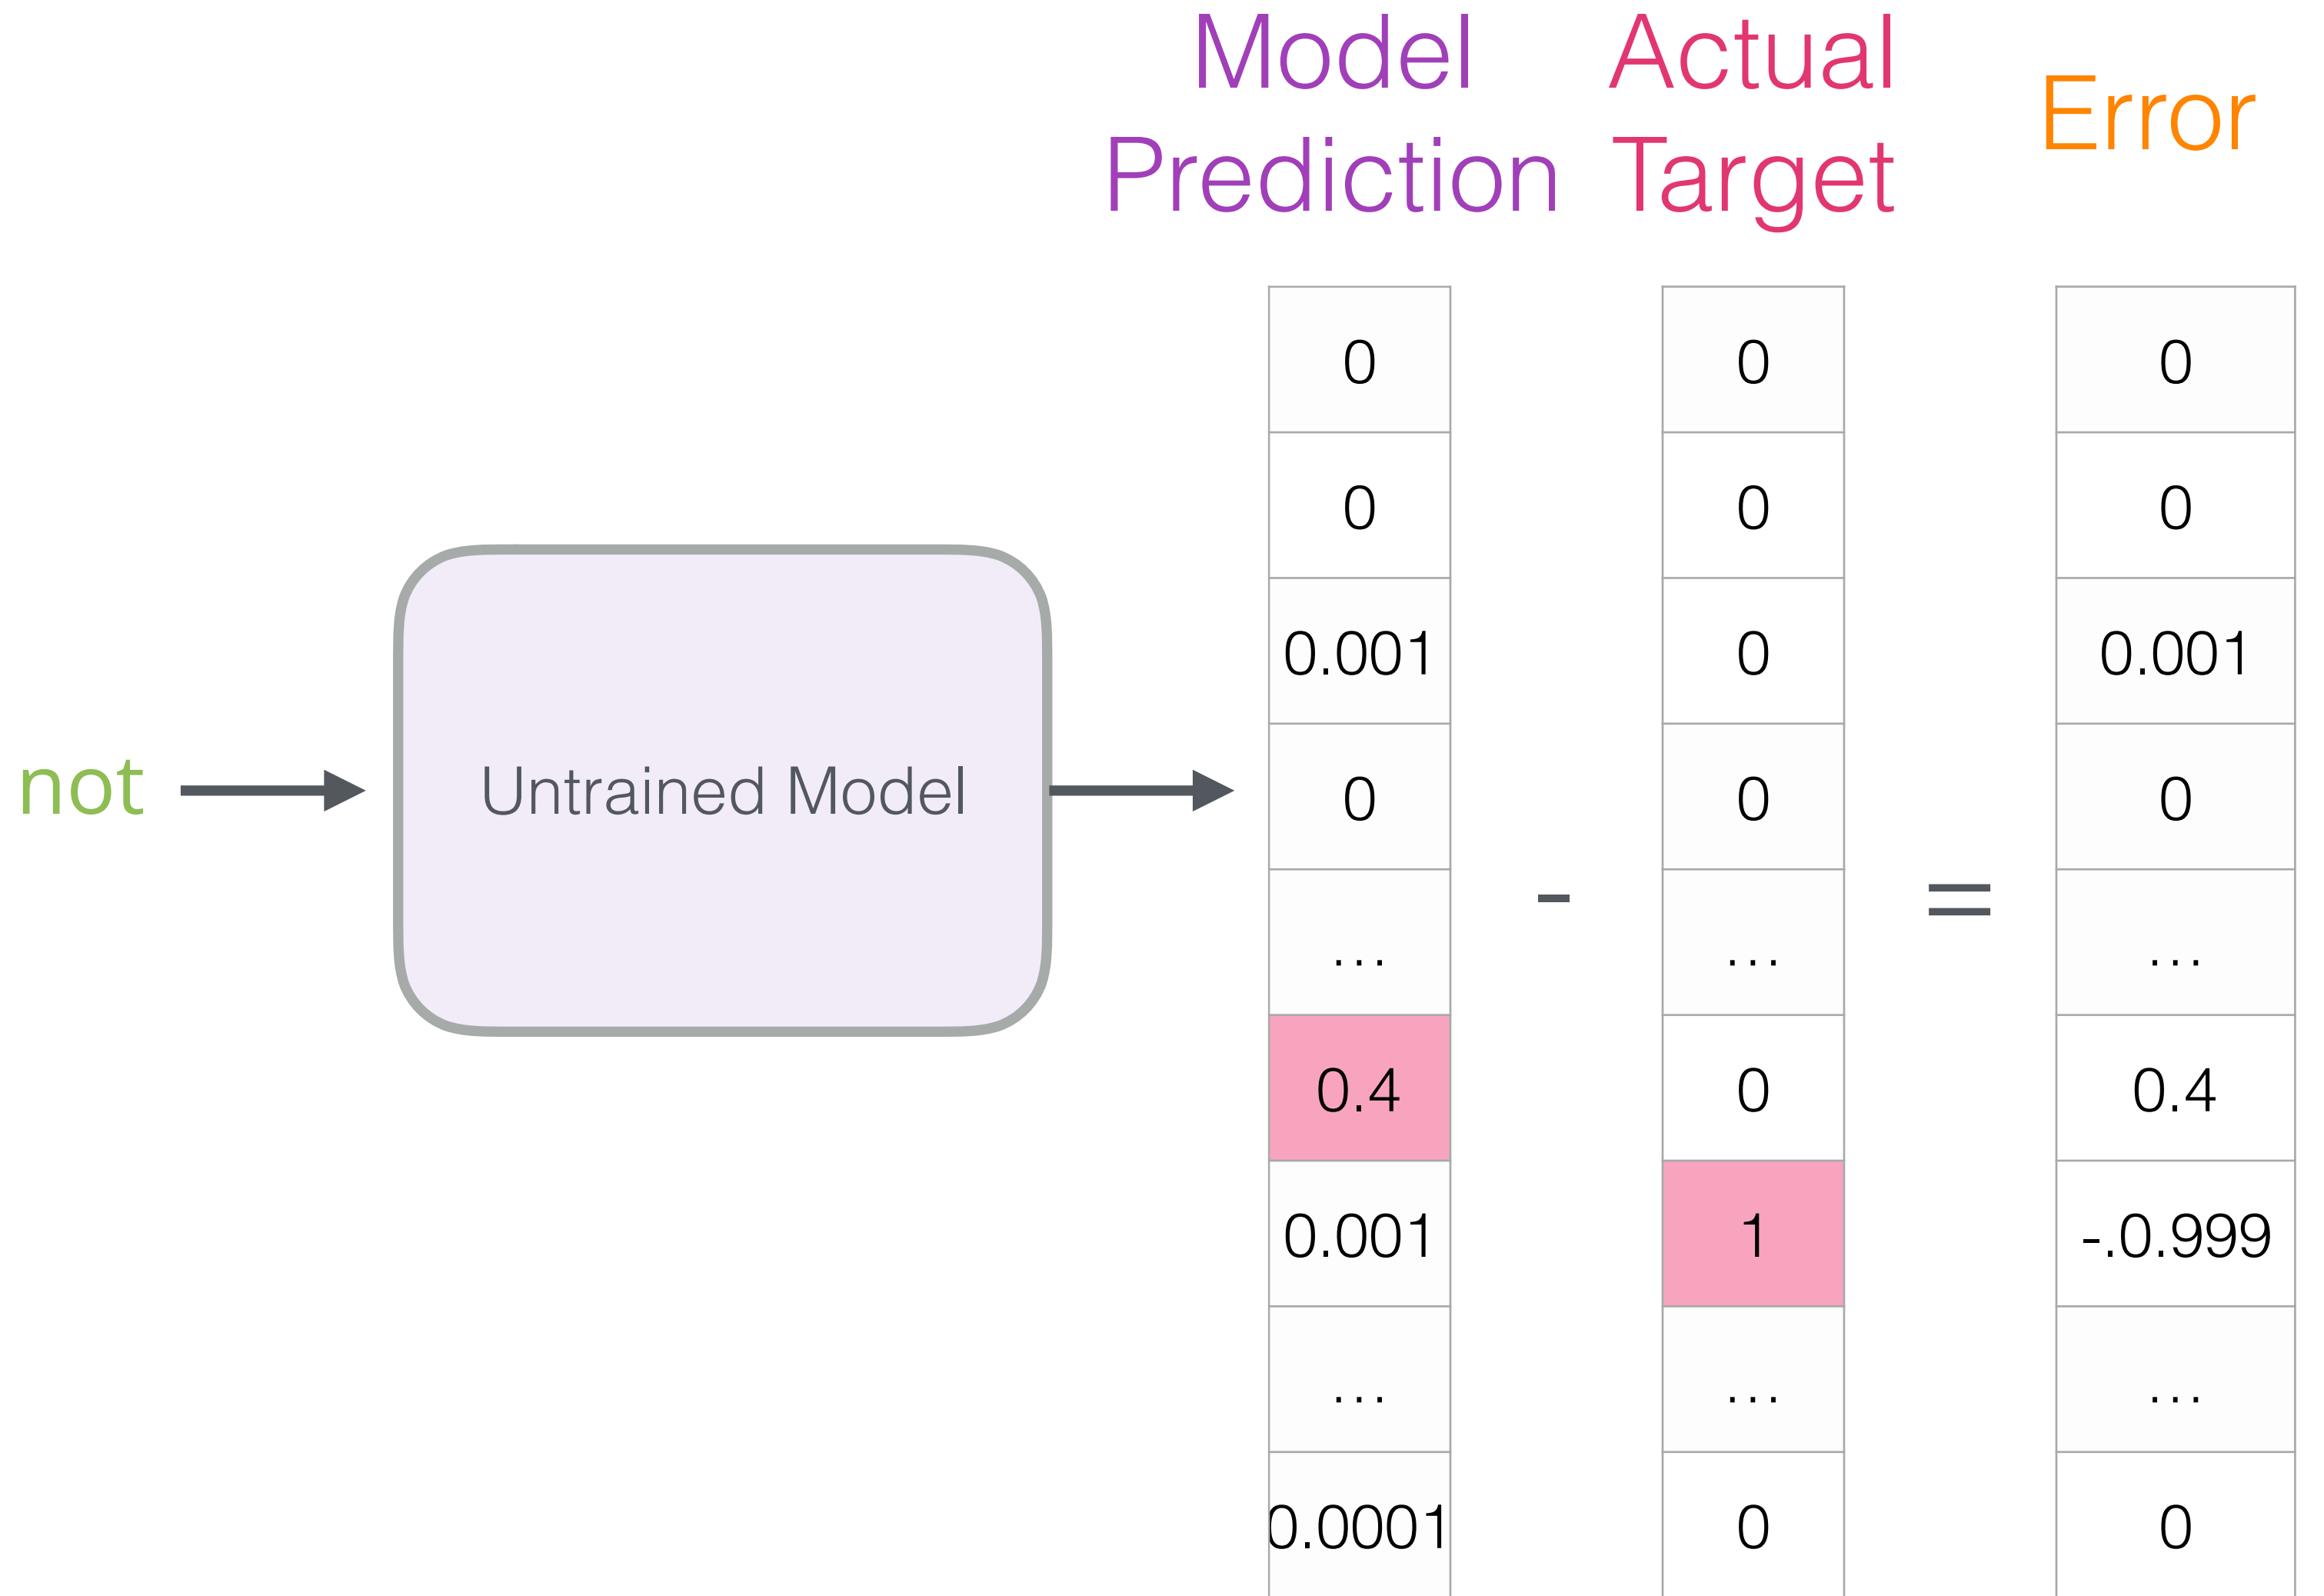 Model Actual
Prediction Target Error
0 0 0
0 0 0
0.001 0 0.001
not Untrained Model 0 0 0
- =
... ... ...
0.4 0 0.4
0.001 1 -.0.999
... ... ...
0.0001 0 0